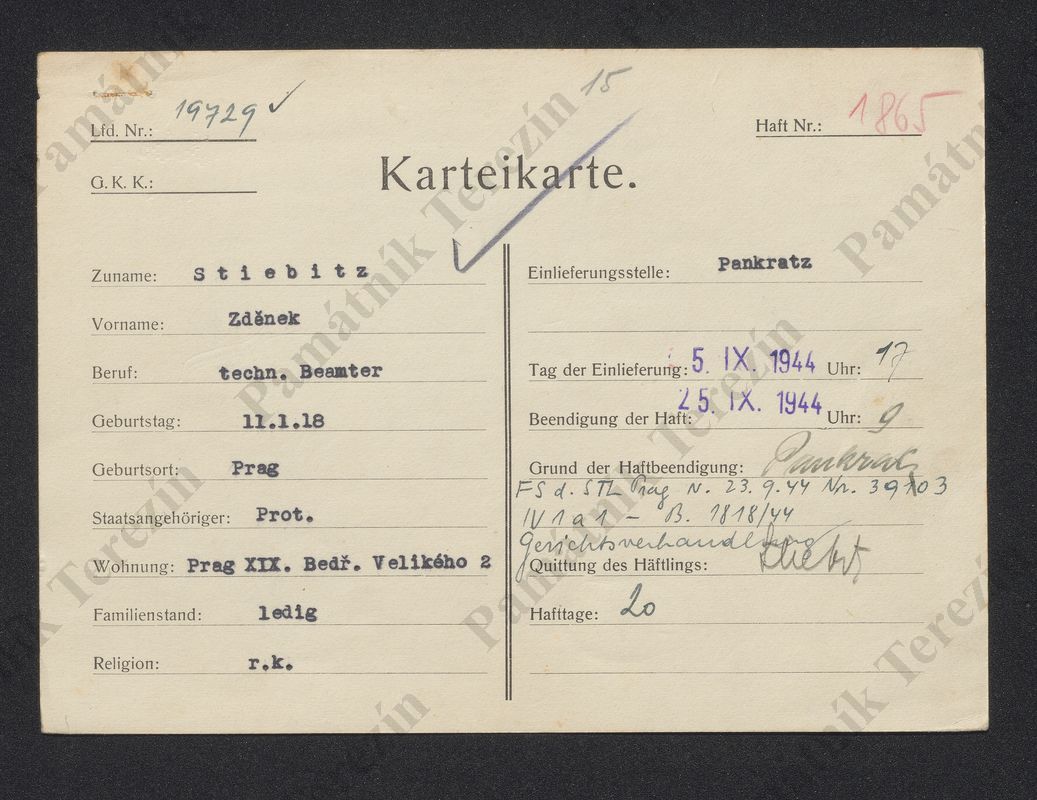 15
Lfd. Nr.: 19729 ✓
Haft Nr.: 1865
G. K. K.:
Karteikarte.
Zuname: Stiebitz
Vorname: Zděnek
Beruf: techn. Beamter
Geburtstag: 11.1.18
Geburtsort: Prag
Staatsangehöriger: Prot.
Wohnung: Prag XIX. Bedř. Velikého 2
Familienstand: ledig
Religion: r.k.
Einlieferungsstelle: Pankratz
Tag der Einlieferung: 5. IX. 1944 Uhr: 17
Beendigung der Haft: 25. IX. 1944 Uhr: 9
Grund der Haftbeendigung: Pankrac
FS d. STL Prag v. 23.9.44 Nr. 39103
IV 1 a 1 - B. 1818/44
Gerichtsverhandlung
Quittung des Häftlings:
Hafttage: 20
Památník Terezín